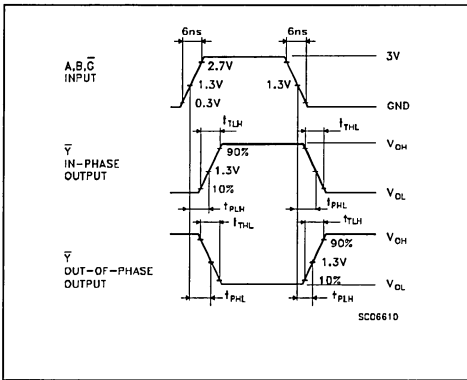 6ns 6ns
A,B,G̅
INPUT
2.7V
1.3V
0.3V
1.3V
3V
GND
tTLH
tTHL
Y̅
IN-PHASE
OUTPUT
90%
1.3V
10%
VOH
VOL
tPLH
tPHL
tTHL
tTLH
Y̅
OUT-OF-PHASE
OUTPUT
90%
1.3V
10%
VOH
VOL
tPHL
tPLH
SC06610